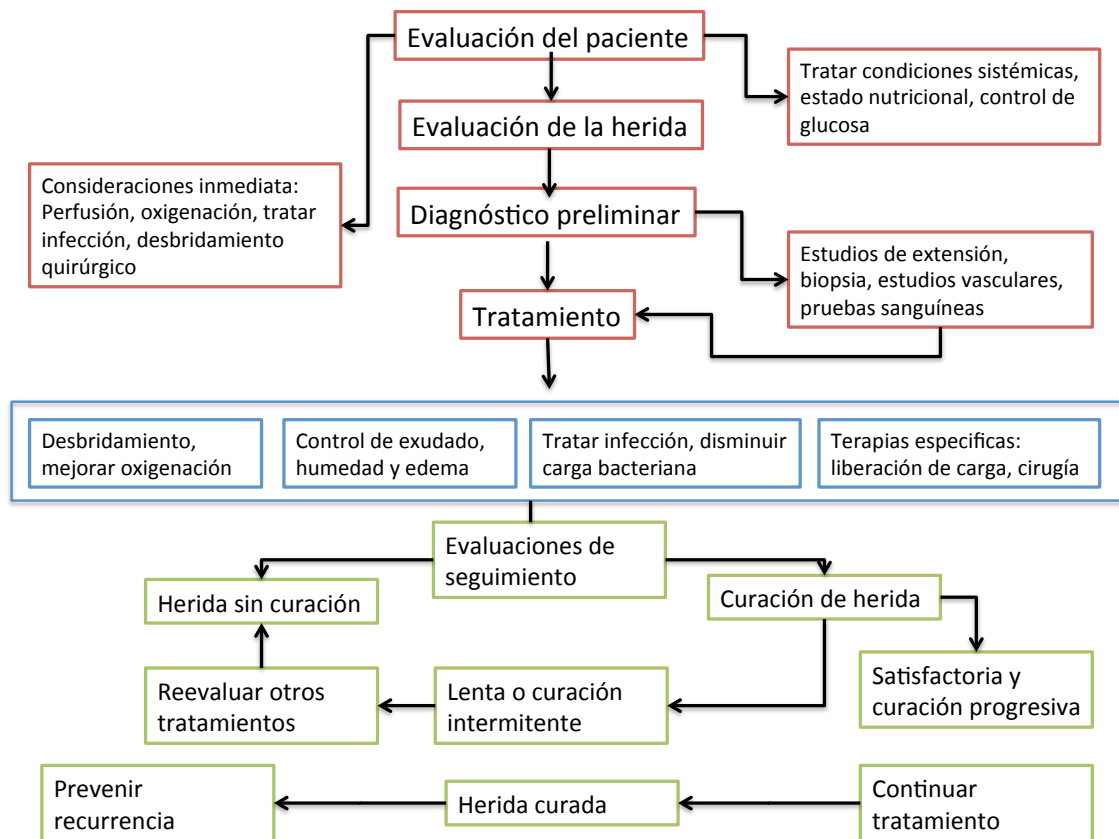 Evaluación del paciente
Tratar condiciones sistémicas,
estado nutricional, control de
glucosa
Evaluación de la herida
Consideraciones inmediata:
Perfusión, oxigenación, tratar
infección, desbridamiento
quirúrgico
Diagnóstico preliminar
Estudios de extensión,
biopsia, estudios vasculares,
pruebas sanguíneas
Tratamiento
Desbridamiento,
mejorar oxigenación
Control de exudado,
humedad y edema
Tratar infección, disminuir
carga bacteriana
Terapias especificas:
liberación de carga, cirugía
Evaluaciones de
seguimiento
Herida sin curación
Curación de herida
Reevaluar otros
tratamientos
Lenta o curación
intermitente
Satisfactoria y
curación progresiva
Prevenir
recurrencia
Herida curada
Continuar
tratamiento